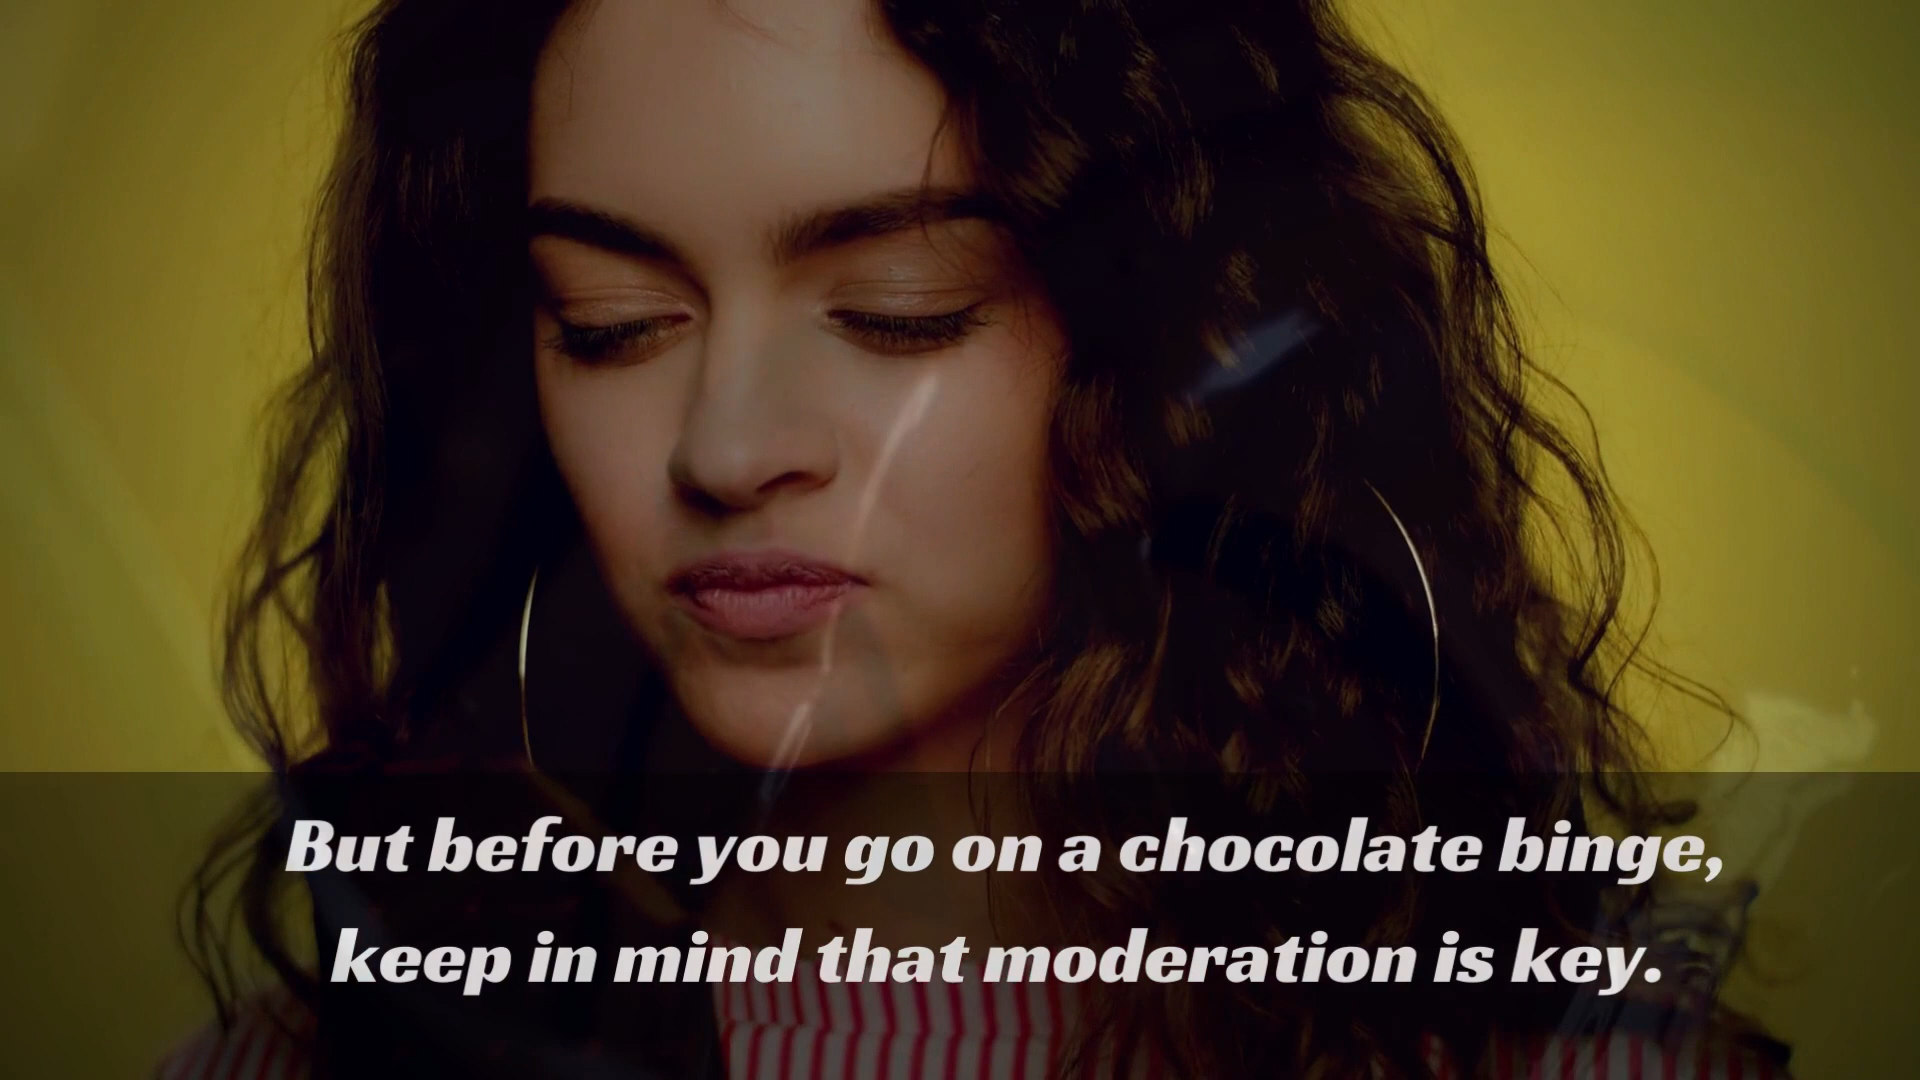 But before you go on a chocolate binge,
keep in mind that moderation is key.